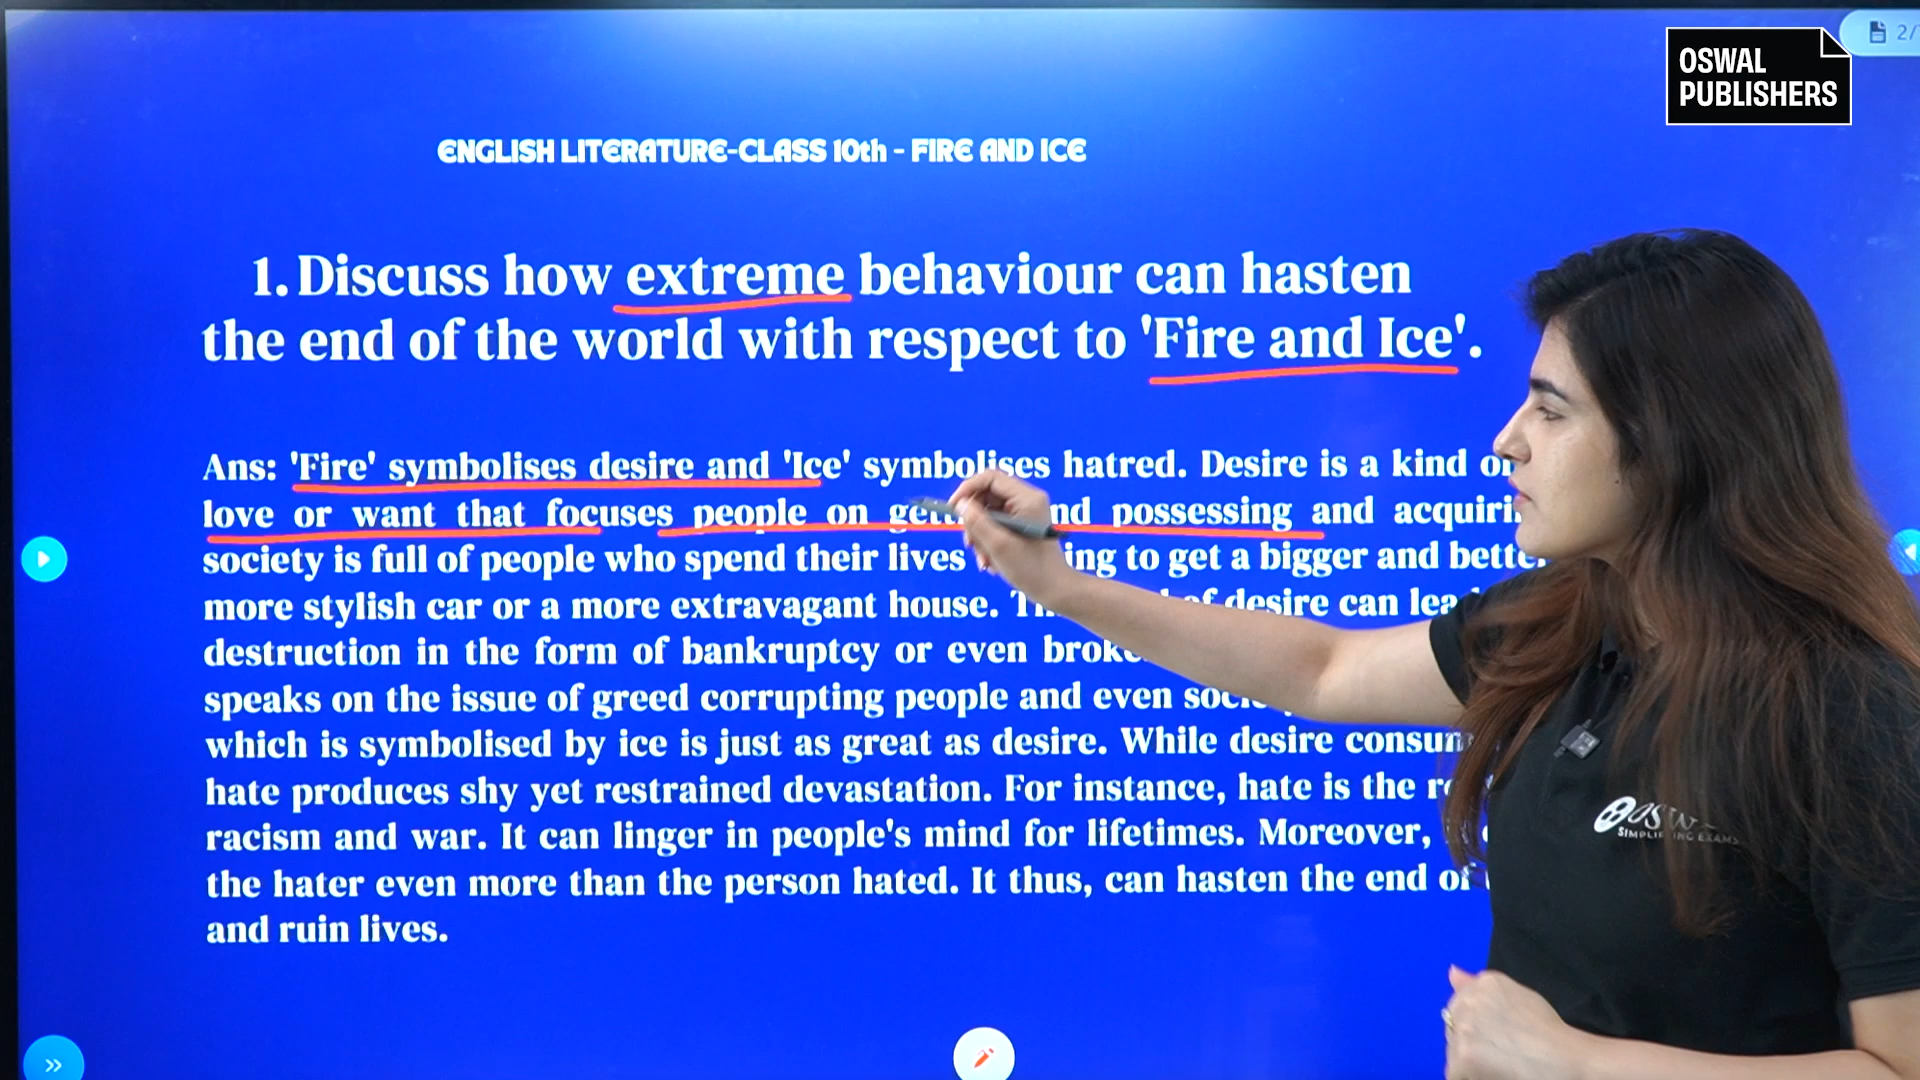 OSWAL
PUBLISHERS
2/
ENGLISH LITERATURE-CLASS 10th - FIRE AND ICE
1. Discuss how extreme behaviour can hasten
the end of the world with respect to 'Fire and Ice'.
Ans: 'Fire' symbolises desire and 'Ice' symbolises hatred. Desire is a kind
love or want that focuses people on possessing and
society is full of people who spend their lives to get a bigger and
more stylish car or a more extravagant house. desire can
destruction in the form of bankruptcy or even
speaks on the issue of greed corrupting people and even
which is symbolised by ice is just as great as desire. While desire
hate produces shy yet restrained devastation. For instance, hate is the
racism and war. It can linger in people's mind for lifetimes. Moreover,
the hater even more than the person hated. It thus, can hasten the end of
and ruin lives.